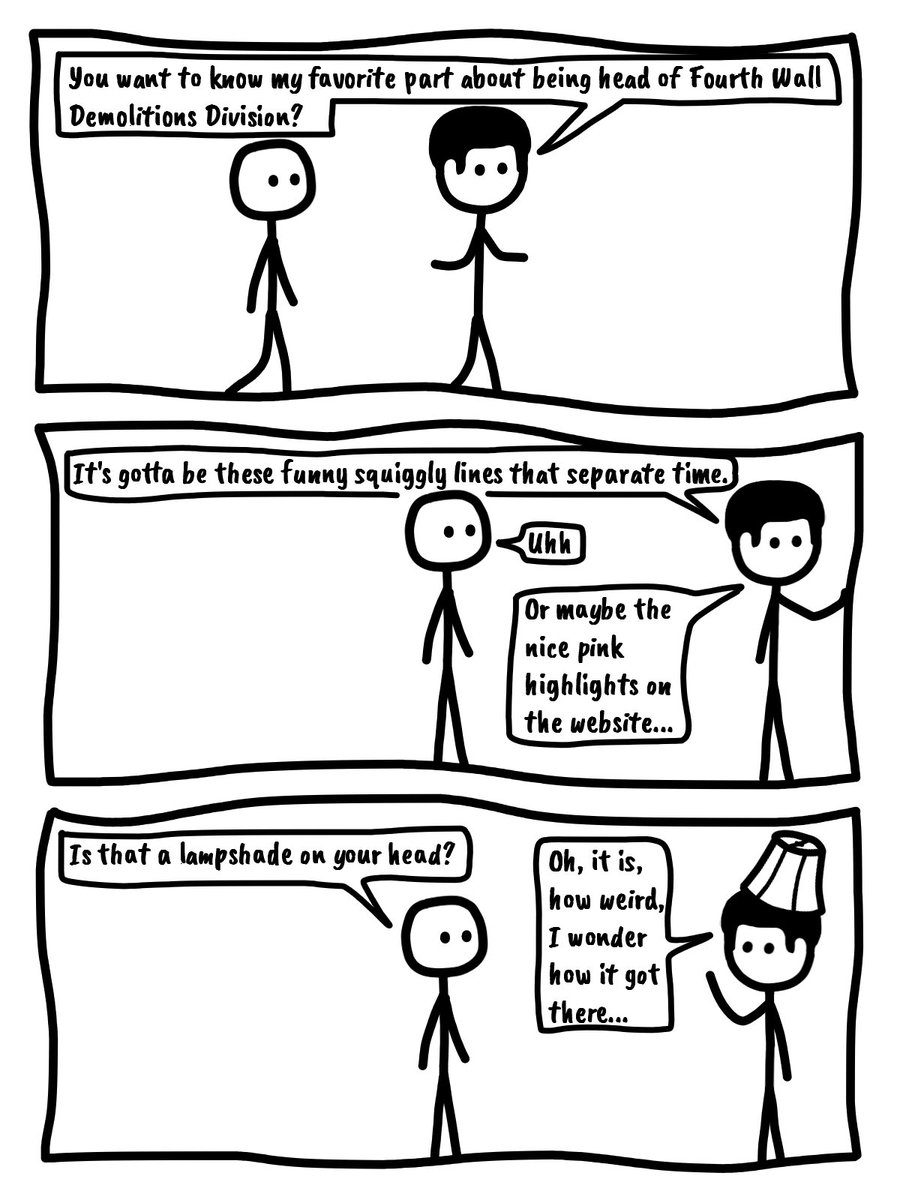 You want to know my favorite part about being head of Fourth Wall
Demolitions Division?
It's gotta be these funny squiggly lines that separate time.
Uhh
Or maybe the
nice pink
highlights on
the website...
Is that a lampshade on your head?
Oh, it is,
how weird,
I wonder
how it got
there...